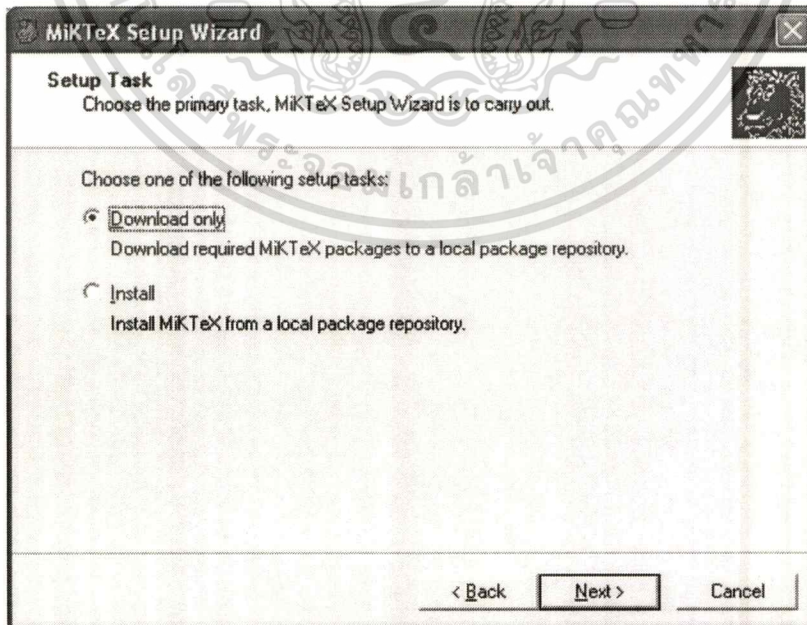 MiKTeX Setup Wizard
Setup Task
Choose the primary task, MiKTeX Setup Wizard is to carry out.
Choose one of the following setup tasks:
Download only
Download required MiKTeX packages to a local package repository.
Install
Install MiKTeX from a local package repository.
< Back
Next >
Cancel